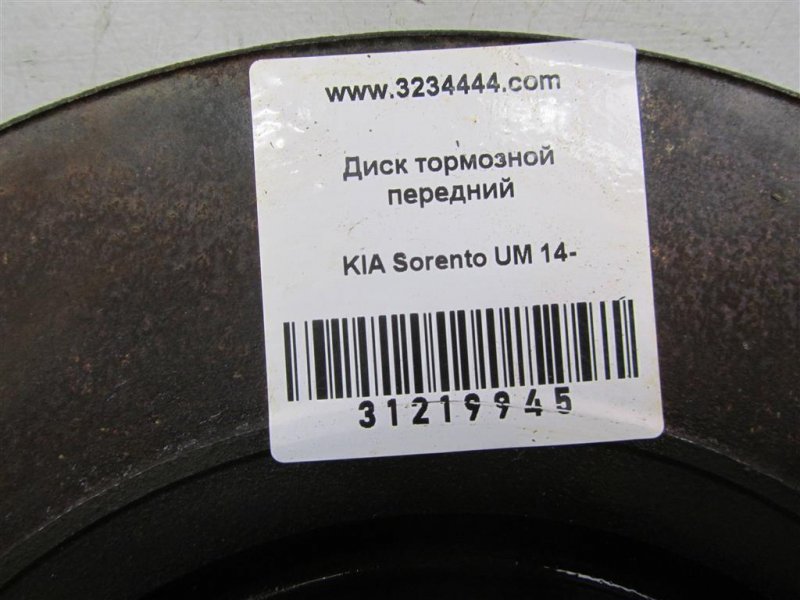 www.3234444.com
Диск тормозной
передний
KIA Sorento UM 14-
31219945